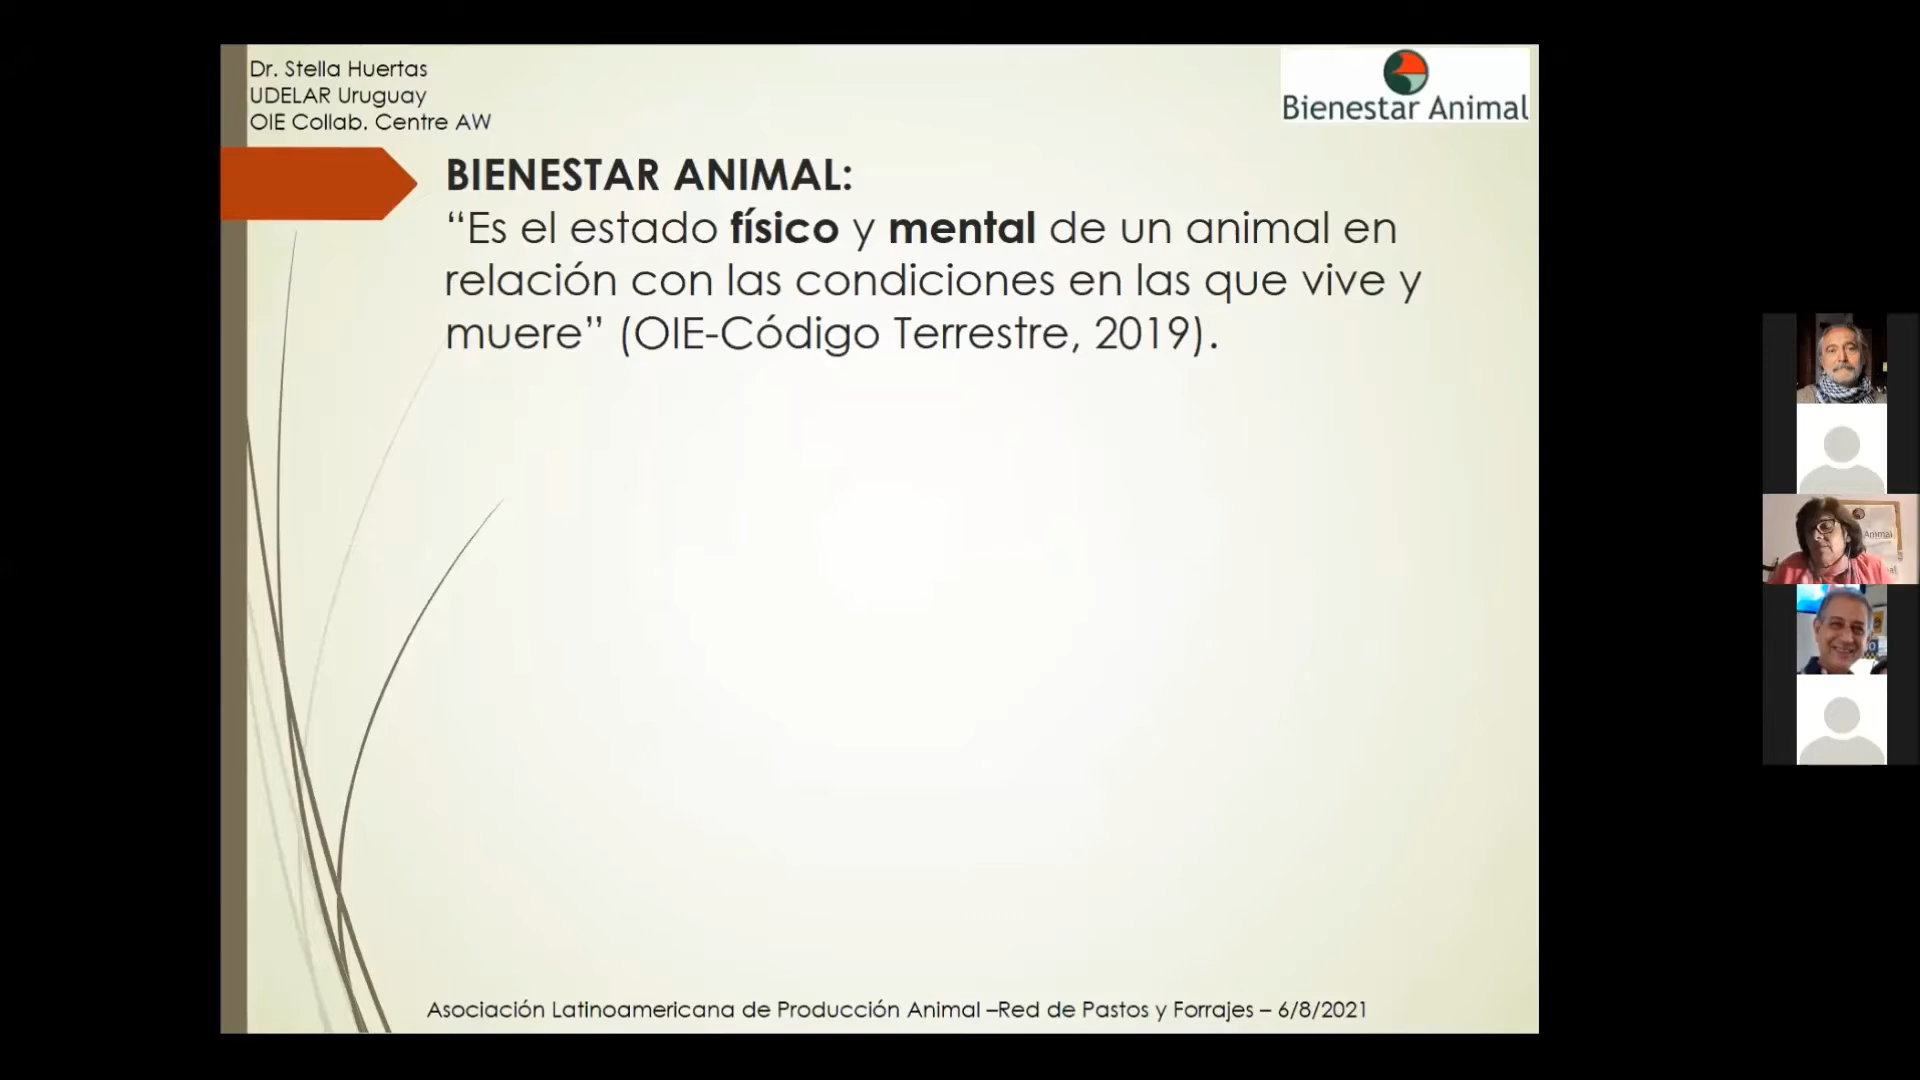 Dr. Stella Huertas
UDELAR Uruguay
OIE Collab. Centre AW
Bienestar Animal
BIENESTAR ANIMAL:
“Es el estado físico y mental de un animal en
relación con las condiciones en las que vive y
muere” (OIE-Código Terrestre, 2019).
Animal
Asociación Latinoamericana de Producción Animal –Red de Pastos y Forrajes – 6/8/2021